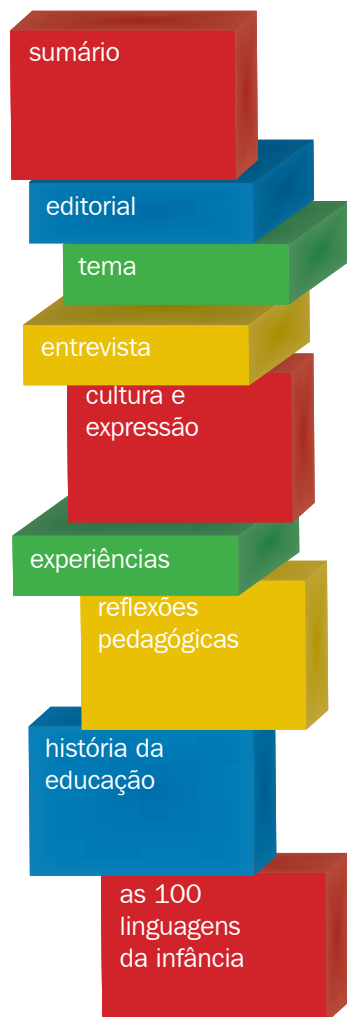 sumário
editorial
tema
entrevista
cultura e
expressão
experiências
reflexões
pedagógicas
história da
educação
as 100
linguagens
da infância